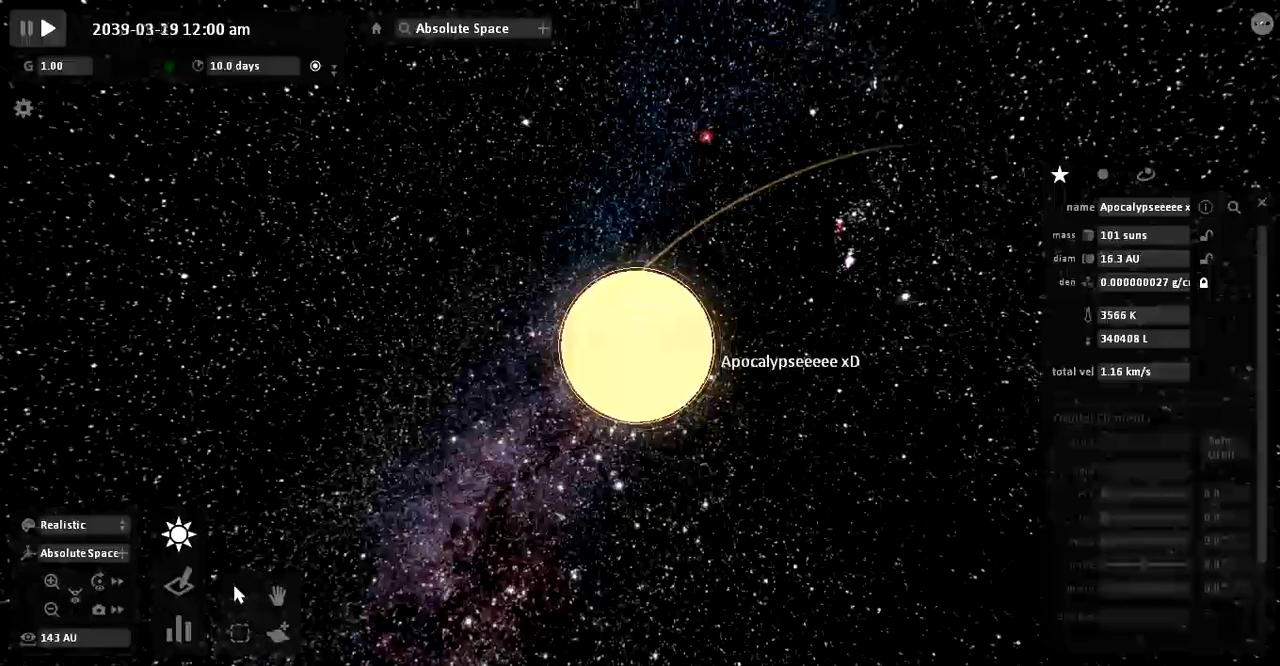 2039-03-19 12:00 am
Absolute Space
G 1.00
10.0 days
name Apocalypseeeee x
mass 101 suns
diam 16.3 AU
den 0.000000027 g/c
3566 K
340408 L
total vel 1.16 km/s
Apocalypseeeee xD
Realistic
Absolute Space
143 AU